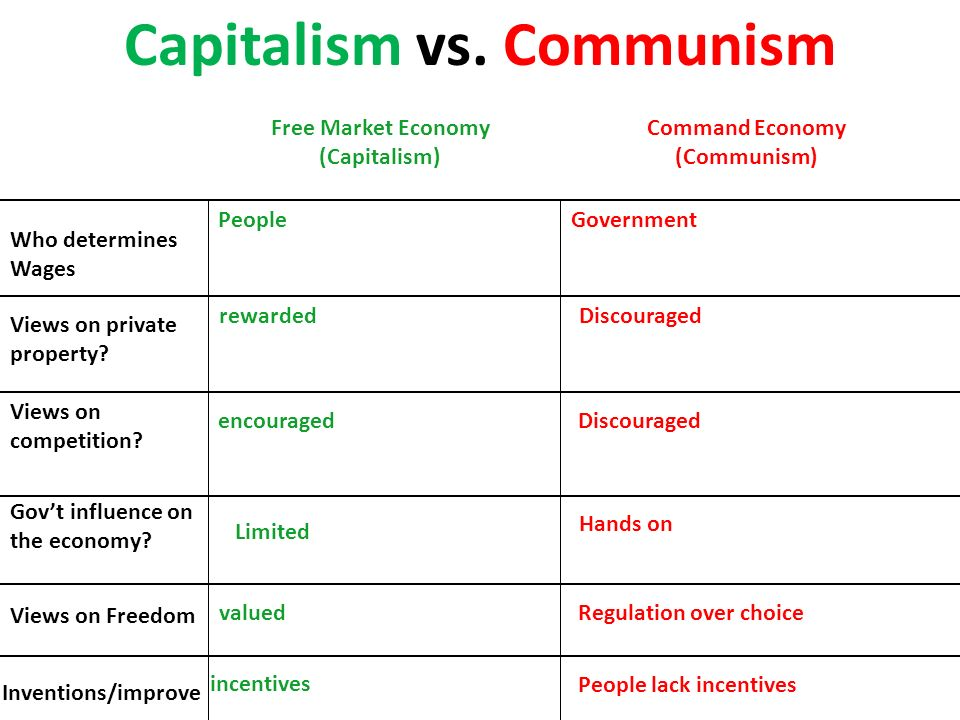 Capitalism vs. Communism
Free Market Economy
(Capitalism)
Command Economy
(Communism)
Who determines
Wages
People
Government
Views on private
property?
rewarded
Discouraged
Views on
competition?
encouraged
Discouraged
Gov’t influence on
the economy?
Limited
Hands on
Views on Freedom
valued
Regulation over choice
Inventions/improve
incentives
People lack incentives